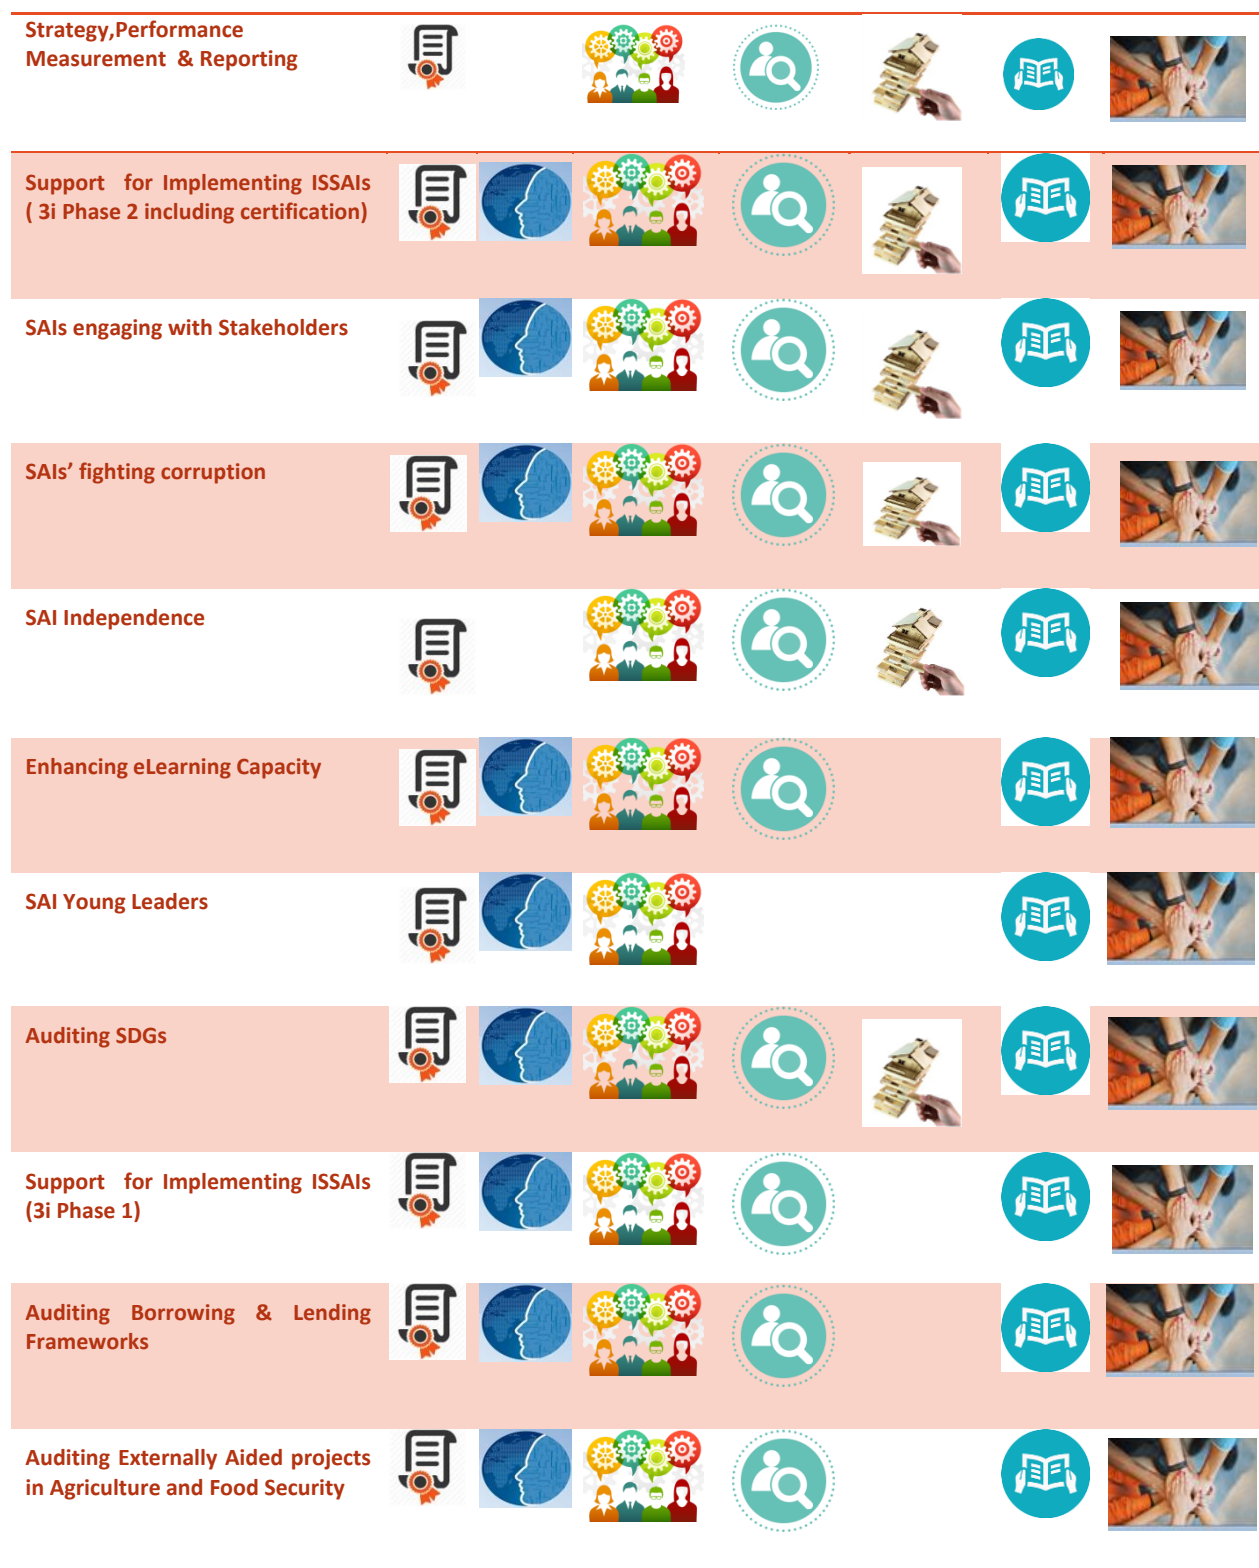 Strategy,Performance
Measurement & Reporting
Support for Implementing ISSAIs
( 3i Phase 2 including certification)
SAIs engaging with Stakeholders
SAIs’ fighting corruption
SAI Independence
Enhancing eLearning Capacity
SAI Young Leaders
Auditing SDGs
Support for Implementing ISSAIs
(3i Phase 1)
Auditing Borrowing & Lending
Frameworks
Auditing Externally Aided projects
in Agriculture and Food Security